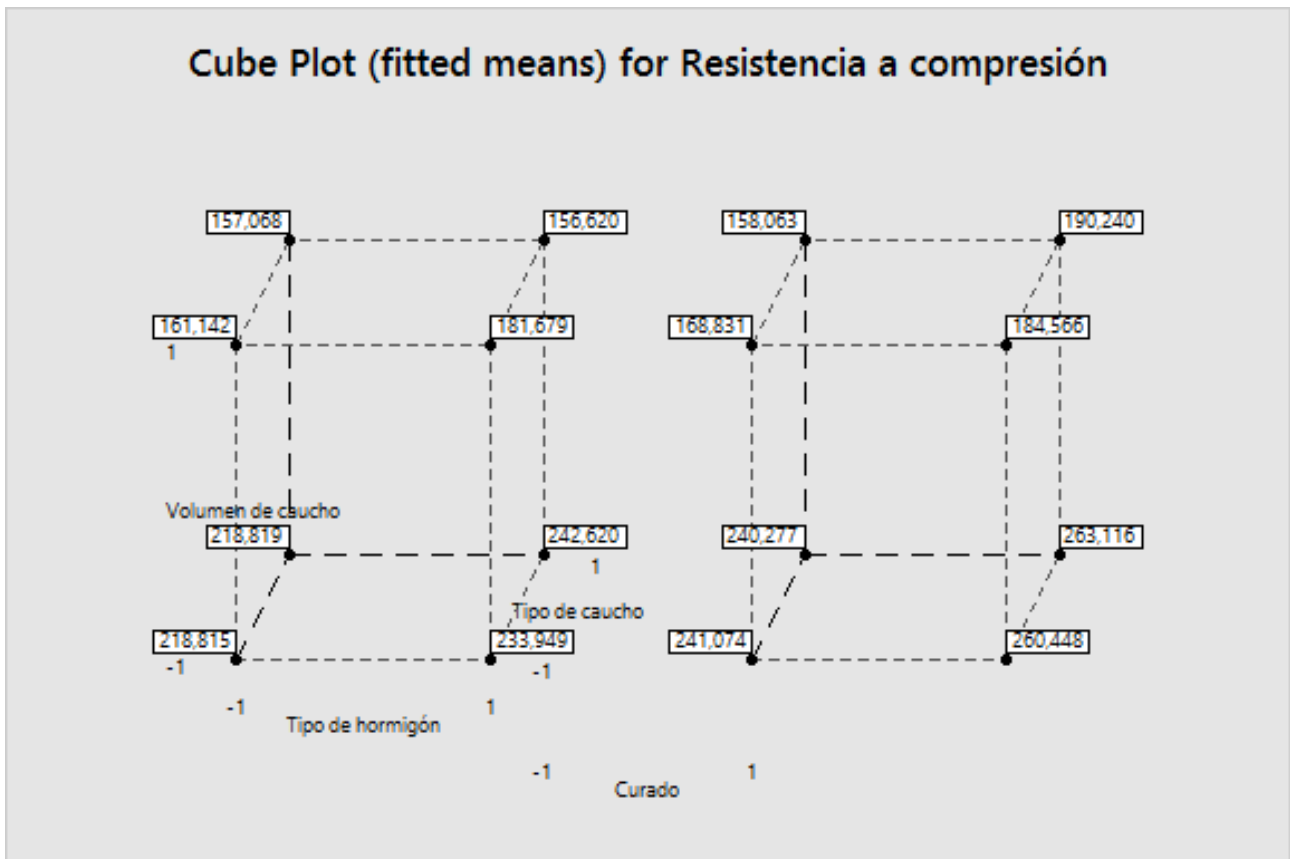 Cube Plot (fitted means) for Resistencia a compresión
157,068 156,620 158,063 190,240
161,142 181,679 168,831 184,566
1
Volumen de caucho
218,819 242,620 240,277 263,116
1
Tipo de caucho
218,815 233,949 241,074 260,448
-1 -1
-1 1
Tipo de hormigón
-1 1
Curado